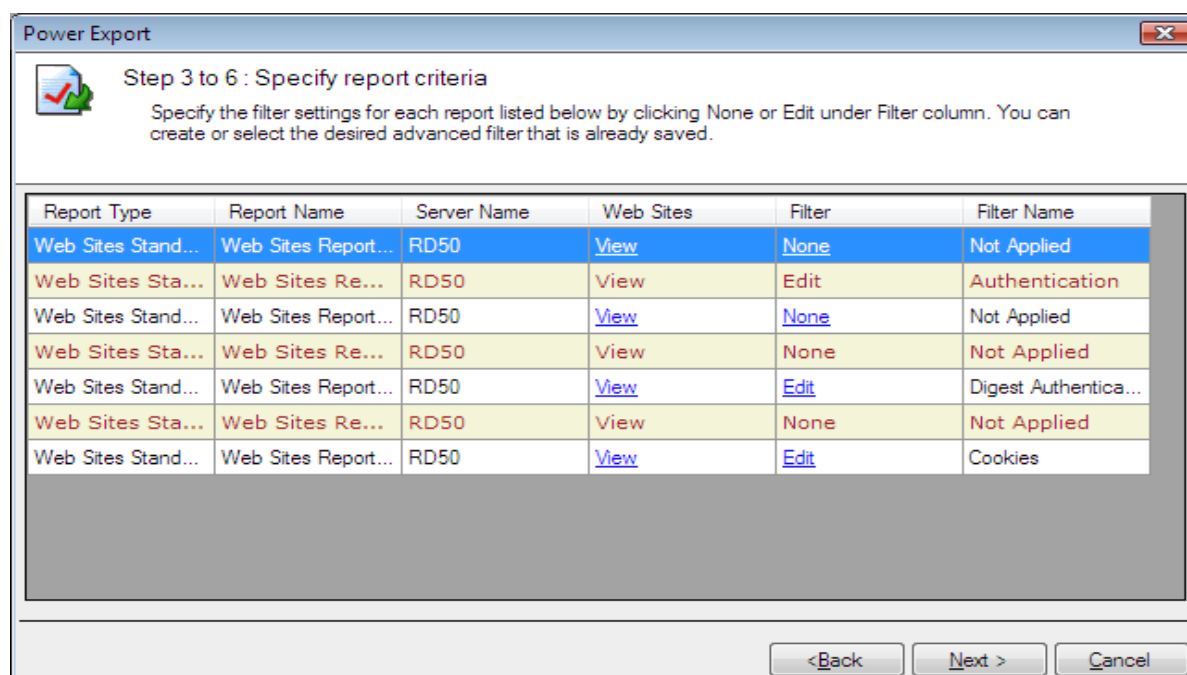 Power Export
Step 3 to 6 : Specify report criteria
Specify the filter settings for each report listed below by clicking None or Edit under Filter column. You can
create or select the desired advanced filter that is already saved.
Report Type Report Name Server Name Web Sites Filter Filter Name
Web Sites Stand... Web Sites Report... RD50 View None Not Applied
Web Sites Sta... Web Sites Re... RD50 View Edit Authentication
Web Sites Stand... Web Sites Report... RD50 View None Not Applied
Web Sites Sta... Web Sites Re... RD50 View None Not Applied
Web Sites Stand... Web Sites Report... RD50 View Edit Digest Authentica...
Web Sites Sta... Web Sites Re... RD50 View None Not Applied
Web Sites Stand... Web Sites Report... RD50 View Edit Cookies
<Back Next > Cancel